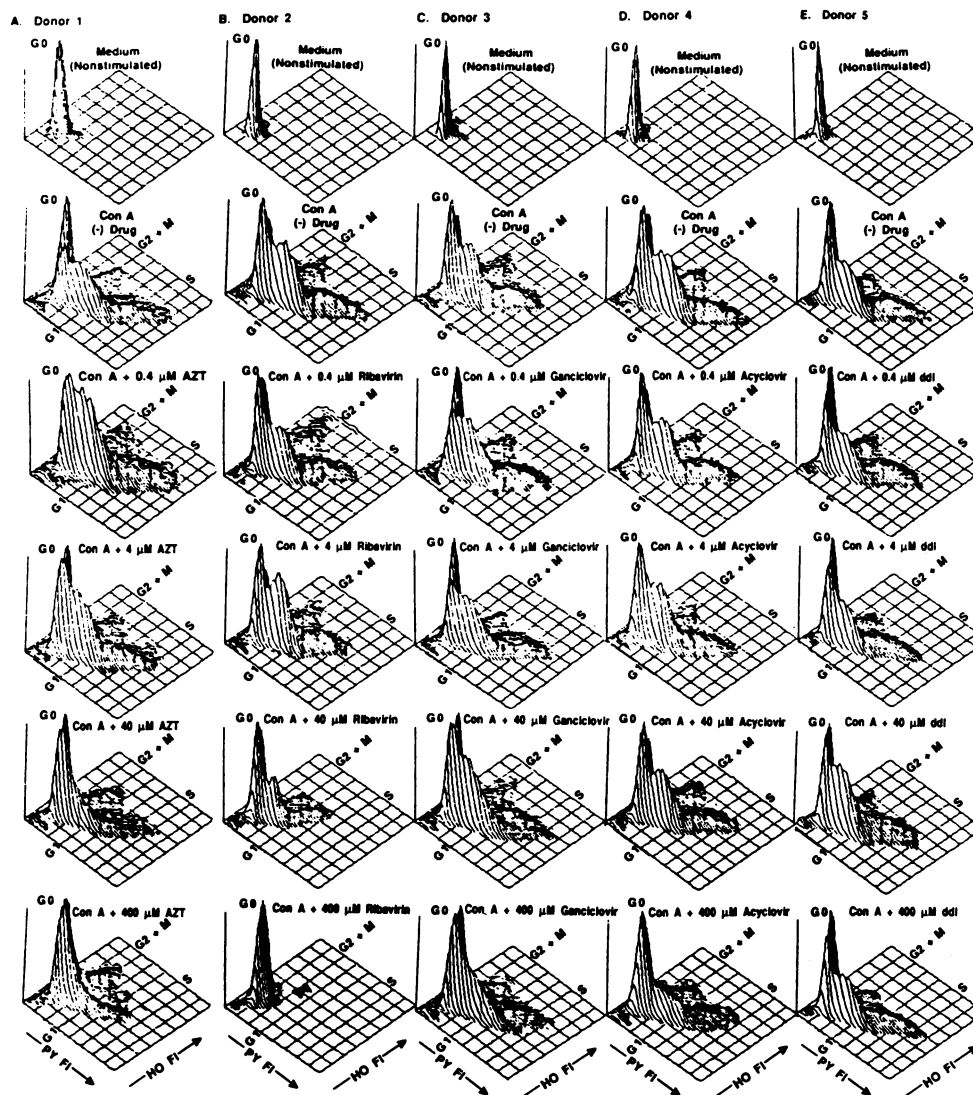 A. Donor 1
B. Donor 2
C. Donor 3
D. Donor 4
E. Donor 5
G0
Medium
(Nonstimulated)
G0
Medium
(Nonstimulated)
G0
Medium
(Nonstimulated)
G0
Medium
(Nonstimulated)
G0
Medium
(Nonstimulated)
G0
Con A
(-) Drug
G2 + M
S
G1
G0
Con A
(-) Drug
G2 + M
S
G1
G0
Con A
(-) Drug
G2 + M
S
G1
G0
Con A
(-) Drug
G2 + M
S
G1
G0
Con A
(-) Drug
G2 + M
S
G1
G0
Con A + 0.4 µM AZT
G2 + M
S
G1
G0
Con A + 0.4 µM Ribavirin
G2 + M
S
G1
G0
Con A + 0.4 µM Ganciclovir
G2 + M
S
G1
G0
Con A + 0.4 µM Acyclovir
G2 + M
S
G1
G0
Con A + 0.4 µM ddI
G2 + M
S
G1
G0
Con A + 4 µM AZT
G2 + M
S
G1
G0
Con A + 4 µM Ribavirin
G2 + M
S
G1
G0
Con A + 4 µM Ganciclovir
G2 + M
S
G1
G0
Con A + 4 µM Acyclovir
G2 + M
S
G1
G0
Con A + 4 µM ddI
G2 + M
S
G1
G0
Con A + 40 µM AZT
G2 + M
S
G1
G0
Con A + 40 µM Ribavirin
G2 + M
S
G1
G0
Con A + 40 µM Ganciclovir
G2 + M
S
G1
G0
Con A + 40 µM Acyclovir
G2 + M
S
G1
G0
Con A + 40 µM ddI
G2 + M
S
G1
G0
Con A + 400 µM AZT
G2 + M
S
G1
PY Fl
HO Fl
G0
Con A + 400 µM Ribavirin
G2 + M
S
G1
PY Fl
HO Fl
G0
Con A + 400 µM Ganciclovir
G2 + M
S
G1
PY Fl
HO Fl
G0
Con A + 400 µM Acyclovir
G2 + M
S
G1
PY Fl
HO Fl
G0
Con A + 400 µM ddI
G2 + M
S
G1
PY Fl
HO Fl